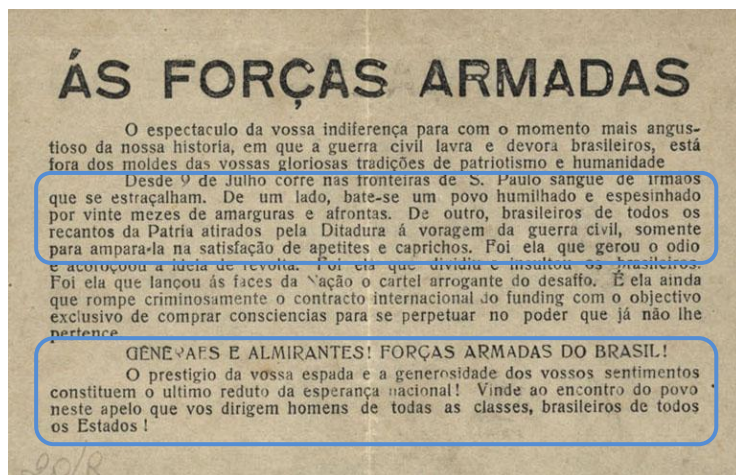 ÁS FORÇAS ARMADAS
O espectaculo da vossa indiferença para com o momento mais angus-
tioso da nossa historia, em que a guerra civil lavra e devora brasileiros, está
fora dos moldes das vossas gloriosas tradições de patriotismo e humanidade
Desde 9 de Julho corre nas fronteiras de S. Paulo sangue de irmãos
que se estraçalham. De um lado, bate-se um povo humilhado e espesinhado
por vinte mezes de amarguras e afrontas. De outro, brasileiros de todos os
recantos da Patria atirados pela Ditadura á voragem da guerra civil, somente
para ampara-la na satisfação de apetites e caprichos. Foi ela que gerou o odio
e acoroçoou a ideia de revolta. Foi ela que dividiu e insultou os brasileiros.
Foi ela que lançou ás faces da Nação o cartel arrogante do desaffo. É ela ainda
que rompe criminosamente o contracto internacional do funding com o objectivo
exclusivo de comprar consciencias para se perpetuar no poder que já não lhe
pertence
GENERAES E ALMIRANTES! FORÇAS ARMADAS DO BRASIL!
O prestigio da vossa espada e a generosidade dos vossos sentimentos
constituem o ultimo reduto da esperança nacional! Vinde ao encontro do povo
neste apelo que vos dirigem homens de todas as classes, brasileiros de todos
os Estados !